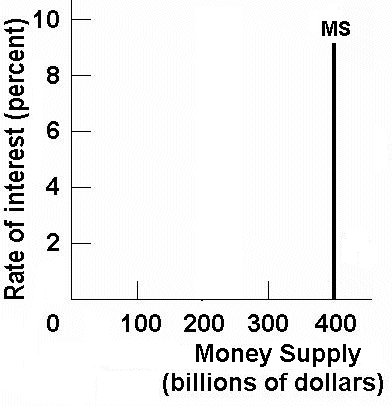 Rate of interest (percent)
10
8
6
4
2
0
MS
100 200 300 400
Money Supply
(billions of dollars)